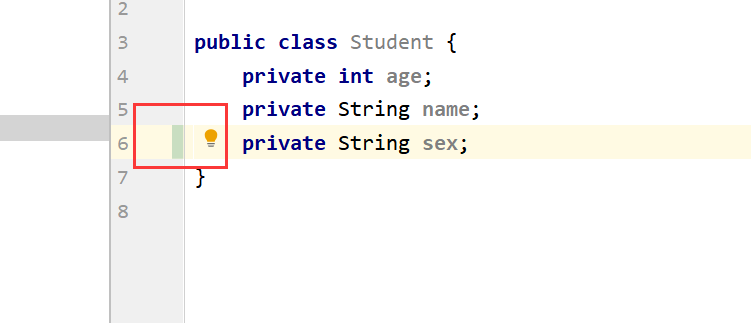 2
3 public class Student {
4 private int age;
5 private String name;
6 private String sex;
7 }
8